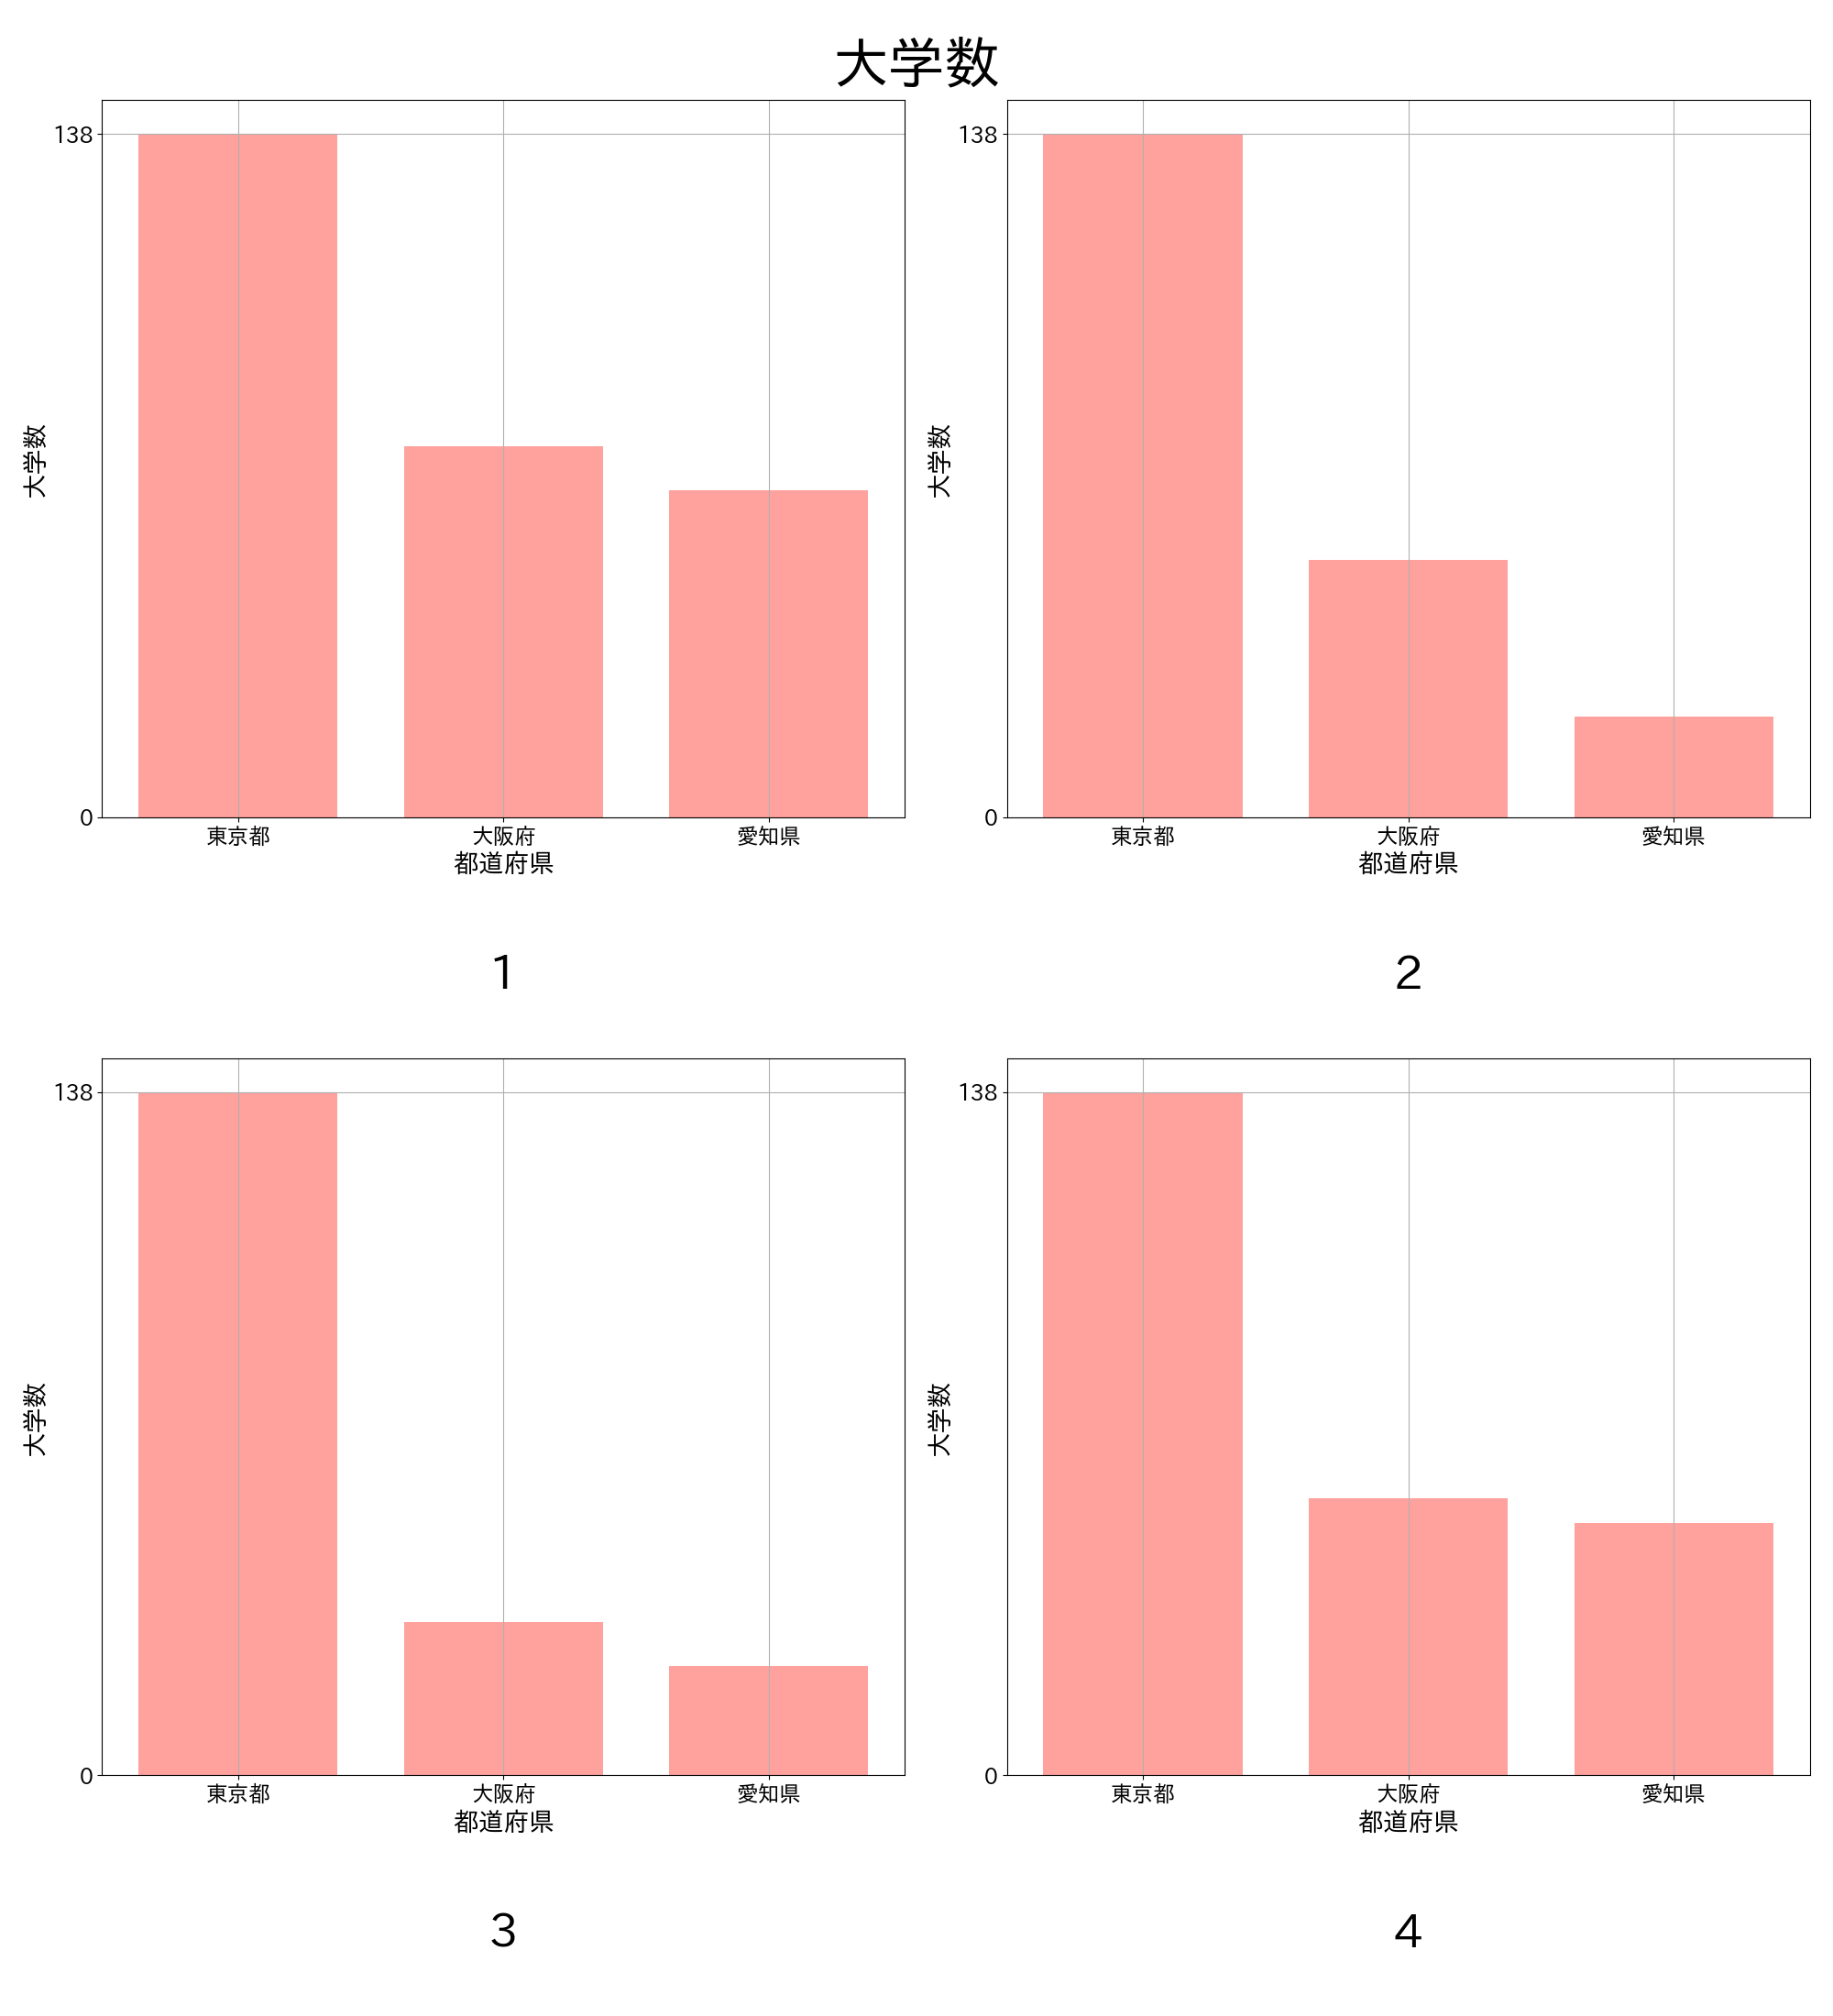 大学数
138
0
大学数
東京都 大阪府 愛知県
都道府県
1
138
0
大学数
東京都 大阪府 愛知県
都道府県
2
138
0
大学数
東京都 大阪府 愛知県
都道府県
3
138
0
大学数
東京都 大阪府 愛知県
都道府県
4